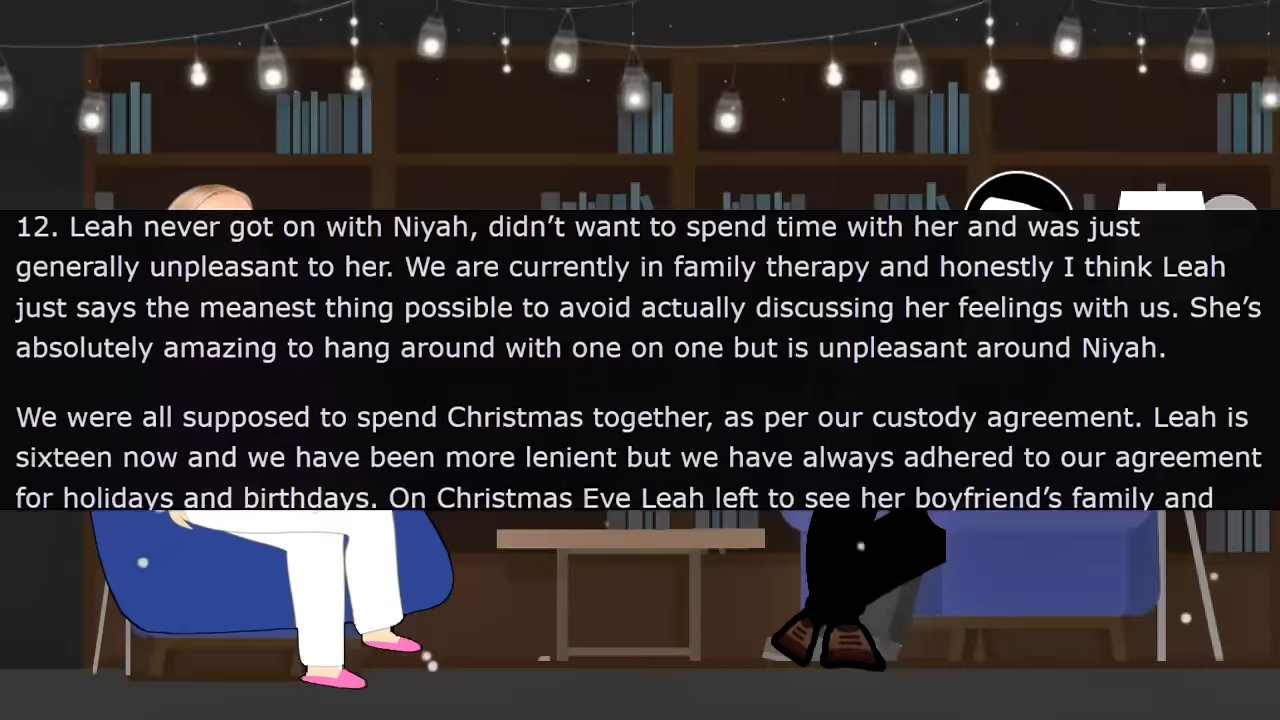 12. Leah never got on with Niyah, didn’t want to spend time with her and was just
generally unpleasant to her. We are currently in family therapy and honestly I think Leah
just says the meanest thing possible to avoid actually discussing her feelings with us. She’s
absolutely amazing to hang around with one on one but is unpleasant around Niyah.
We were all supposed to spend Christmas together, as per our custody agreement. Leah is
sixteen now and we have been more lenient but we have always adhered to our agreement
for holidays and birthdays. On Christmas Eve Leah left to see her boyfriend’s family and